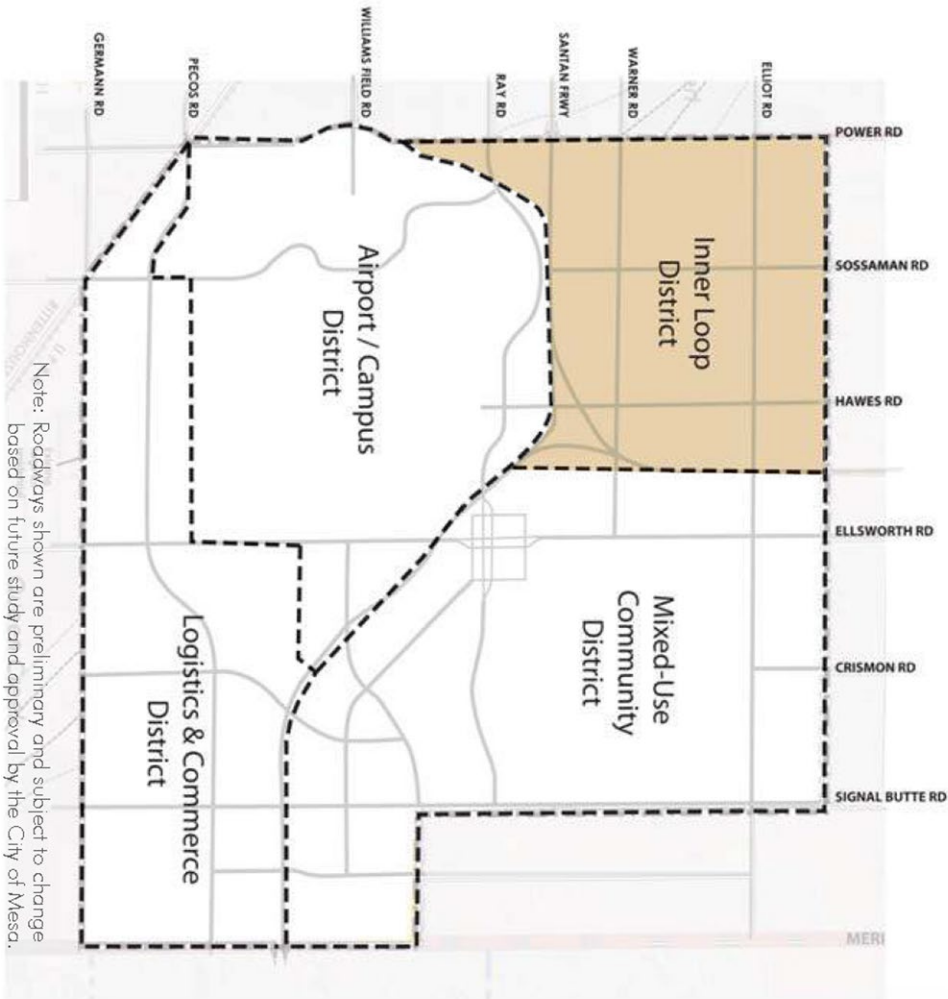 GERMANN RD
PECOS RD
WILLIAMS FIELD RD
RAY RD
SANTAN FRWY
WARNER RD
ELLIOT RD
POWER RD
SOSSAMAN RD
HAWES RD
ELLSWORTH RD
CRISMON RD
SIGNAL BUTTE RD
MERI
Inner Loop
District
Airport / Campus
District
Mixed-Use
Community
District
Logistics & Commerce
District
RITTENHOUSE
Note: Roadways shown are preliminary and subject to change
based on future study and approval by the City of Mesa.